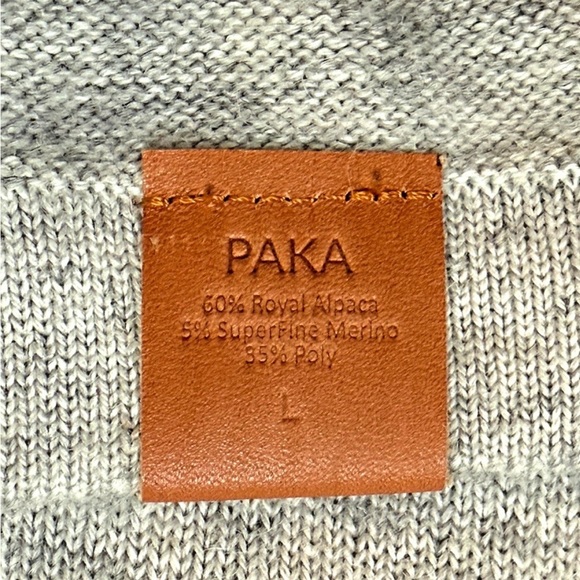 PAKA
60% Royal Alpaca
5% SuperFine Merino
35% Poly
L